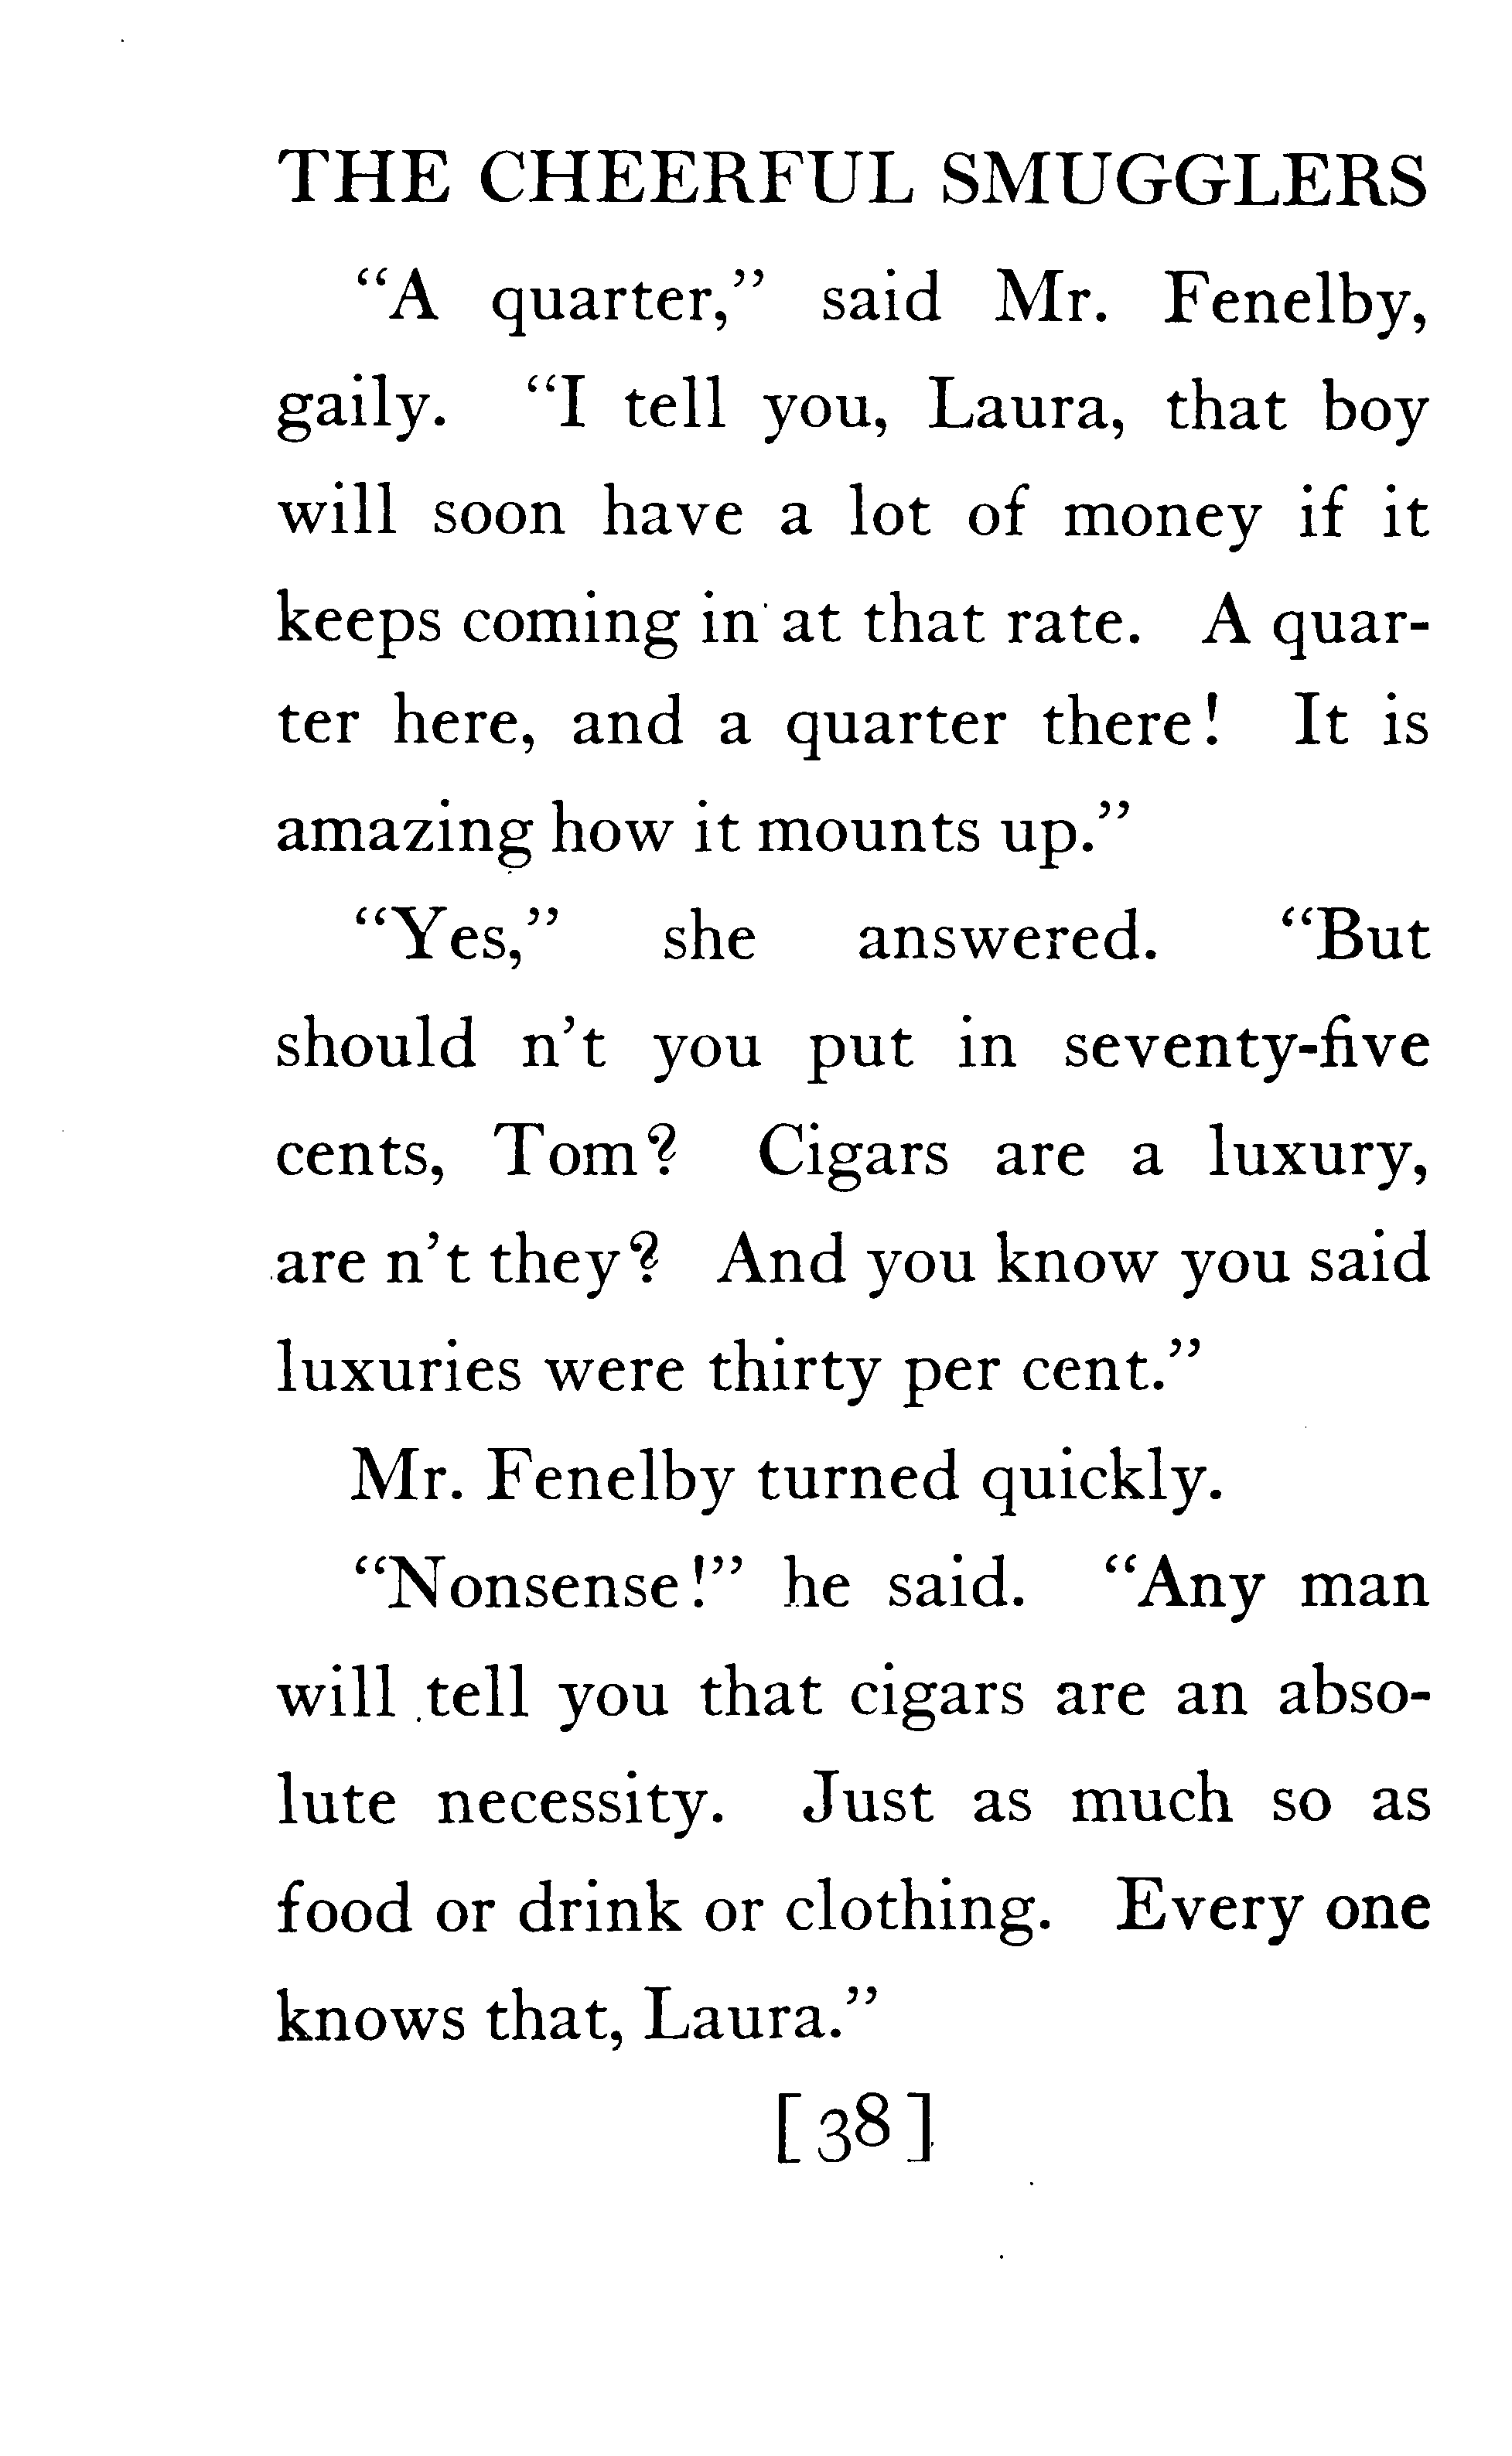 THE CHEERFUL SMUGGLERS
"A quarter," said Mr. Fenelby,
gaily. "I tell you, Laura, that boy
will soon have a lot of money if it
keeps coming in at that rate. A quar-
ter here, and a quarter there! It is
amazing how it mounts up."
"Yes," she answered. "But
should n't you put in seventy-five
cents, Tom? Cigars are a luxury,
are n't they? And you know you said
luxuries were thirty per cent."
Mr. Fenelby turned quickly.
"Nonsense!" he said. "Any man
will tell you that cigars are an abso-
lute necessity. Just as much so as
food or drink or clothing. Every one
knows that, Laura."
[38]